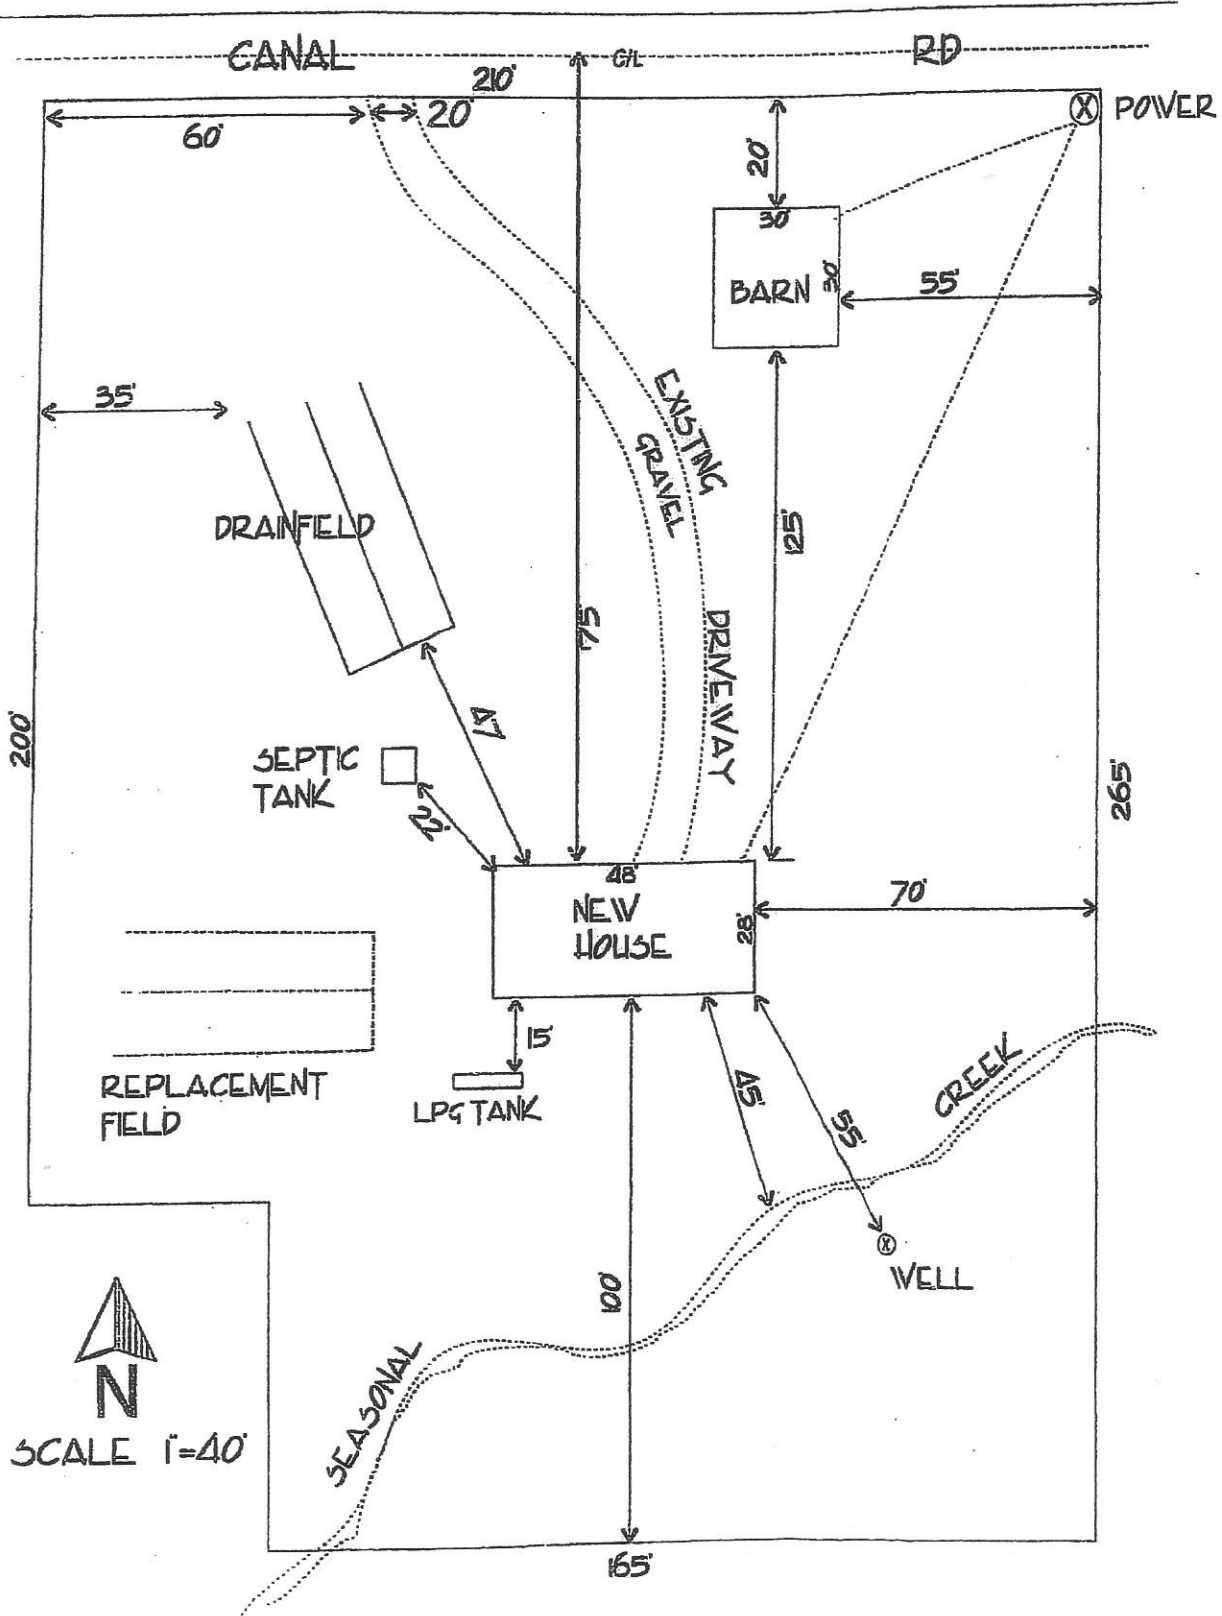 CANAL
C/L
RD
210'
60'
20'
POWER
20'
30'
30'
BARN
55'
35'
EXISTING
GRAVEL
DRIVEWAY
125'
DRAINFIELD
175'
47'
200'
SEPTIC
TANK
22'
265'
48'
NEW
HOUSE
28'
70'
15'
LPG TANK
REPLACEMENT
FIELD
45'
55'
CREEK
WELL
100'
SEASONAL
N
SCALE 1"=40'
165'